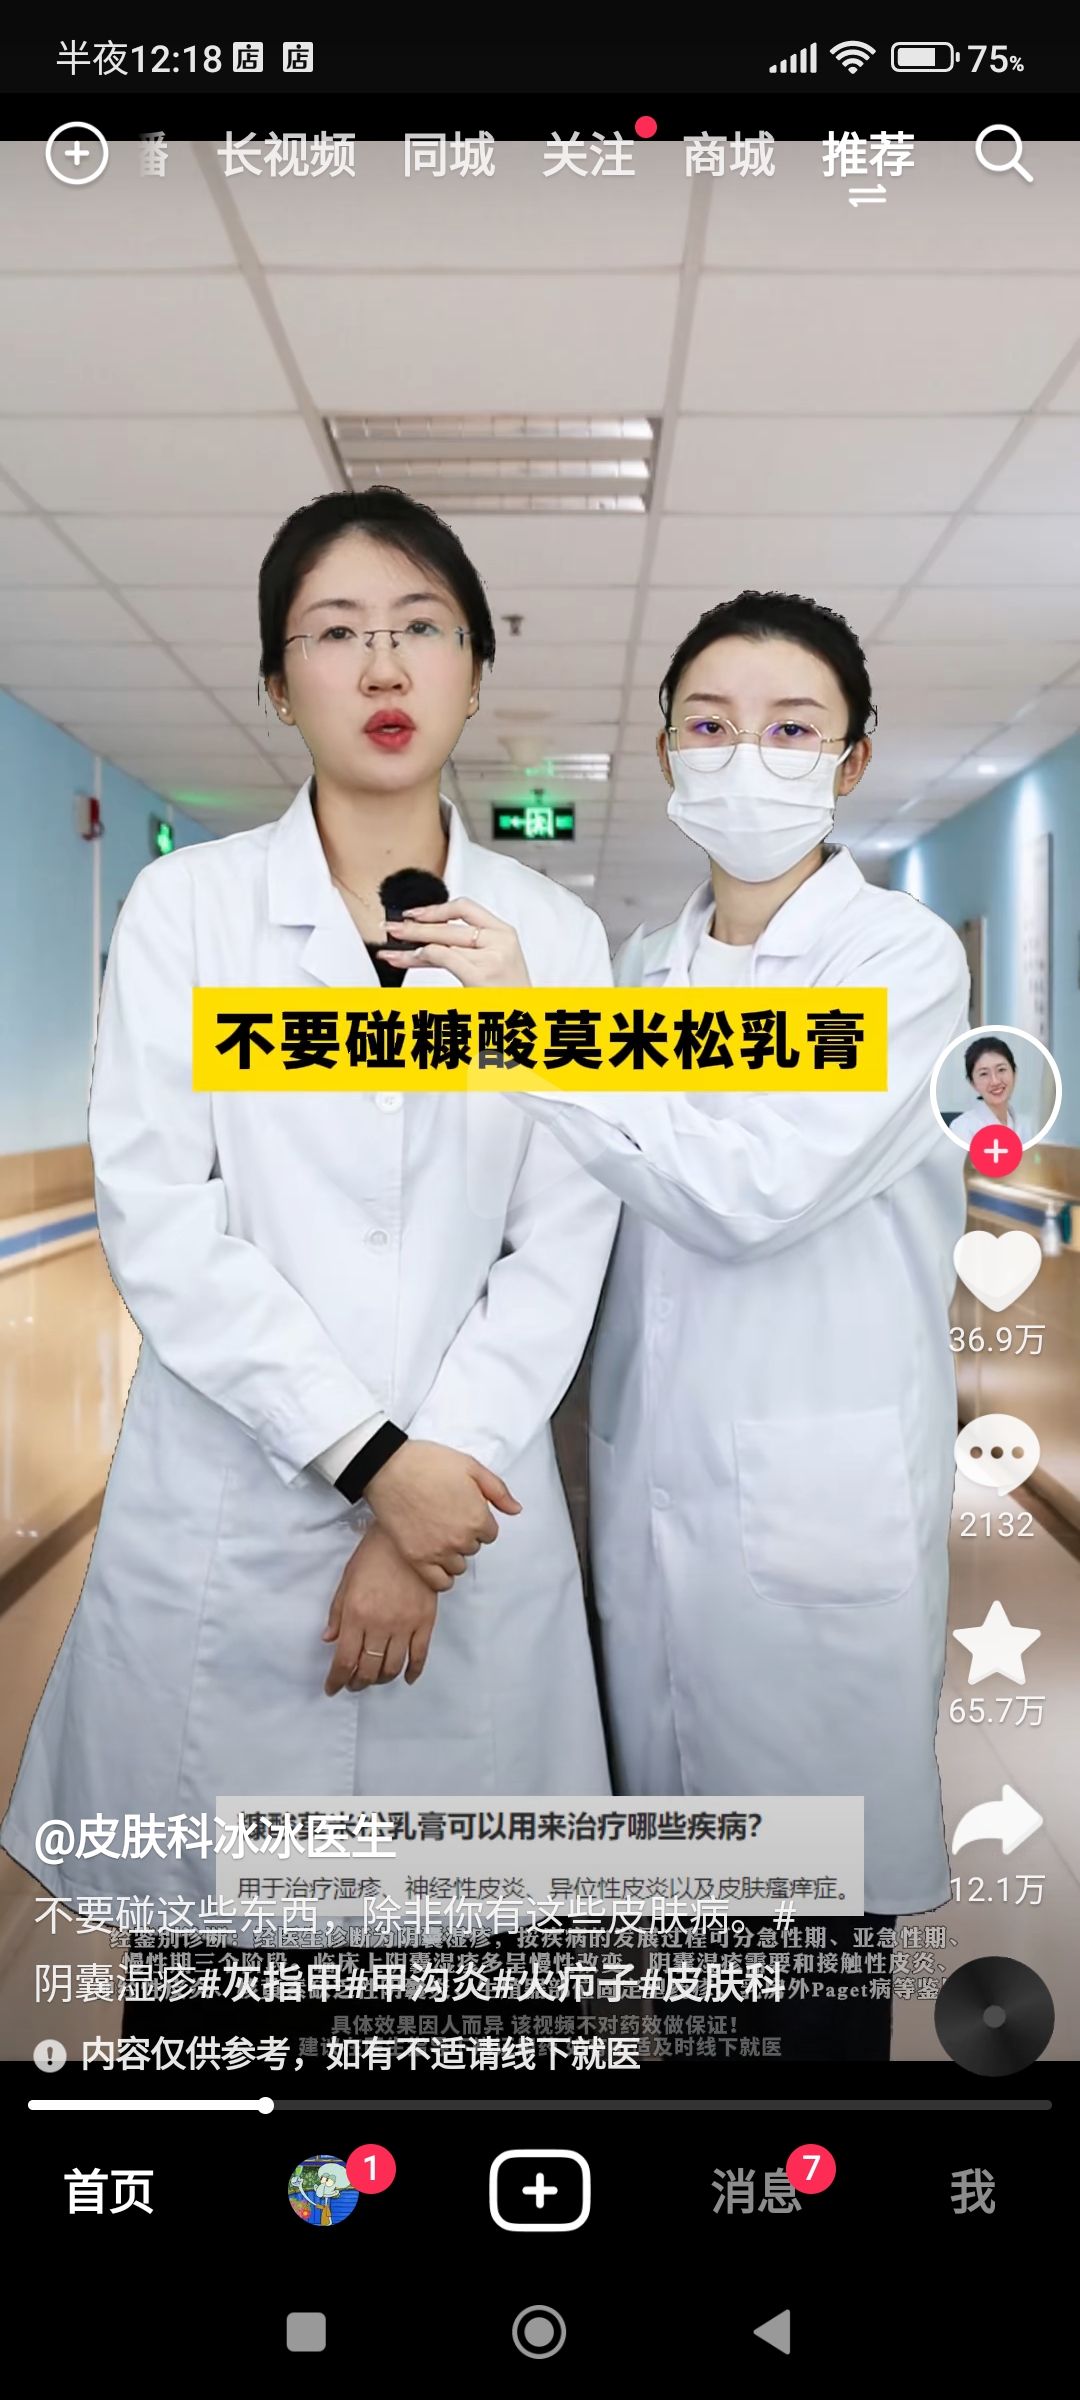 半夜12:18 店 店 75%
长视频 同城 关注 商城 推荐
不要碰糠酸莫米松乳膏
36.9万
2132
65.7万
12.1万
糠酸莫米松乳膏可以用来治疗哪些疾病?
@皮肤科冰冰医生
用于治疗湿疹、神经性皮炎、异位性皮炎以及皮肤瘙痒症。
不要碰这些东西，除非你有这些皮肤病。#
经鉴别诊断：经医生诊断为阴囊湿疹，按疾病的发展过程可分急性期、亚急性期、
慢性期三个阶段，临床上阴囊湿疹多呈慢性改变，阴囊湿疹需要和接触性皮炎、
阴囊湿疹#灰指甲#甲沟炎#火疖子#皮肤科
外Paget病等鉴
具体效果因人而异 该视频不对药效做保证!
内容仅供参考，如有不适请线下就医
适及时线下就医
首页 1 消息 7 我